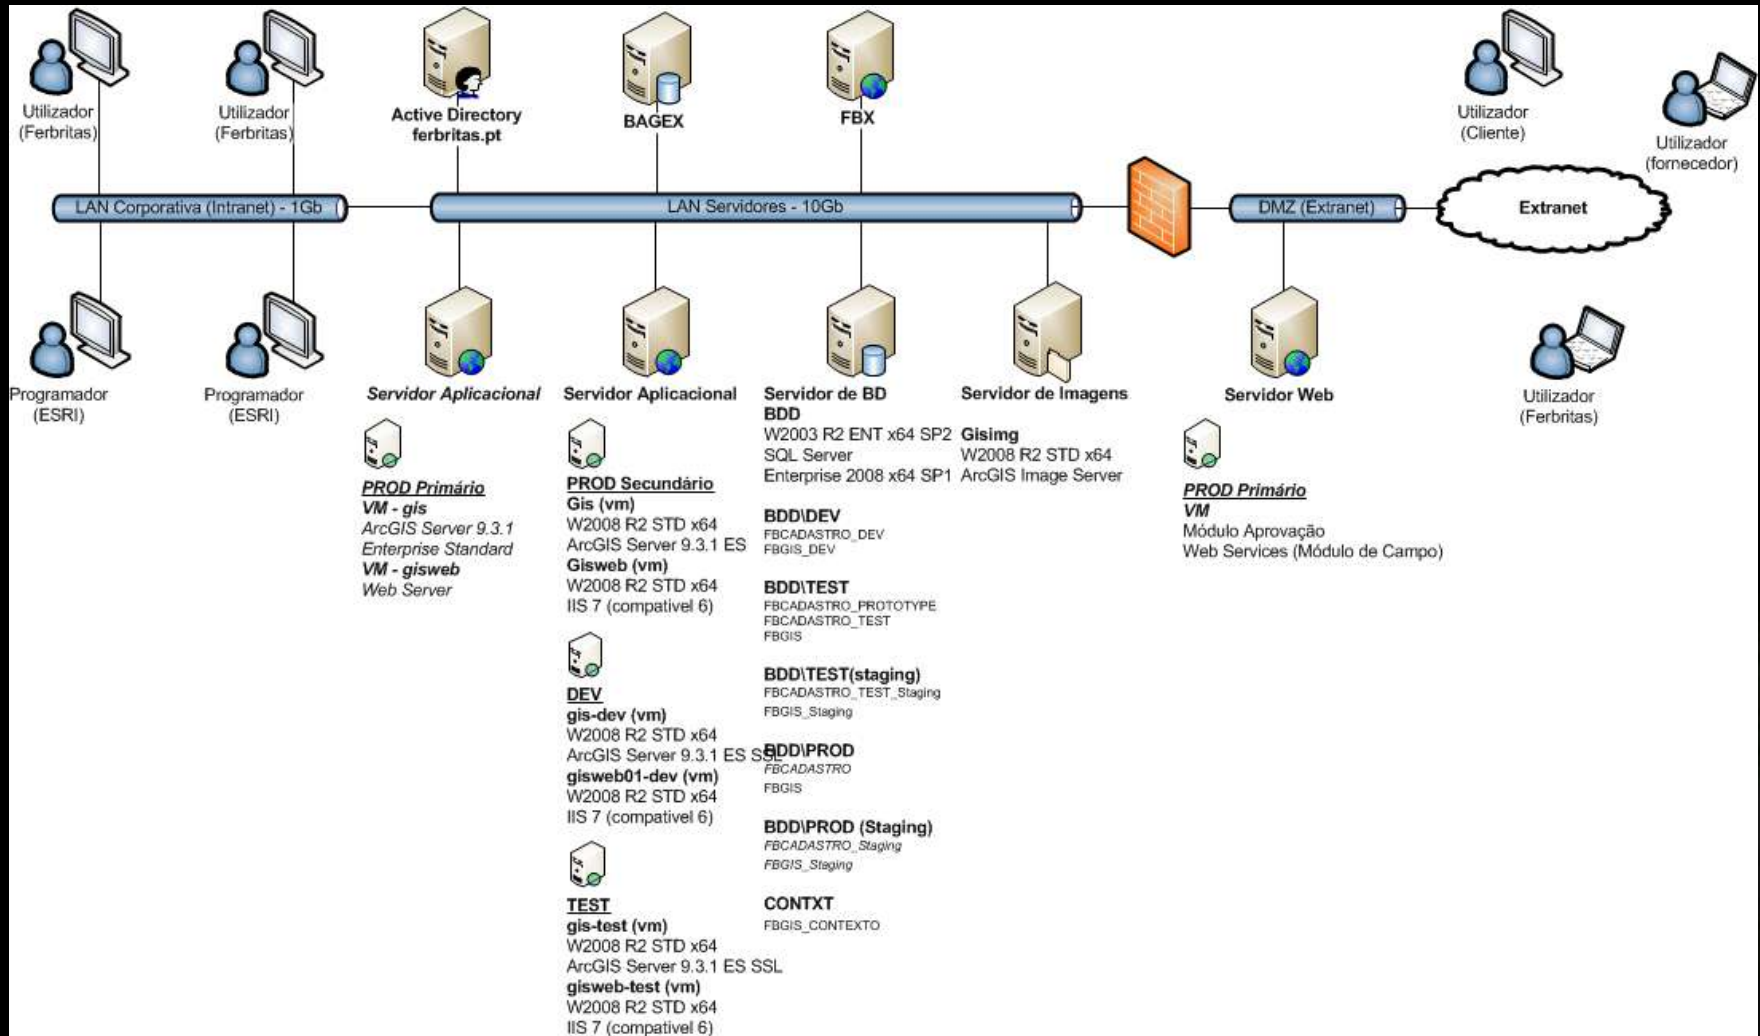 Utilizador
(Ferbritas)
Utilizador
(Ferbritas)
Active Directory
ferbritas.pt
BAGEX
FBX
Utilizador
(Cliente)
Utilizador
(fornecedor)
LAN Corporativa (Intranet) - 1Gb
LAN Servidores - 10Gb
DMZ (Extranet)
Extranet
Programador
(ESRI)
Programador
(ESRI)
Servidor Aplicacional
PROD Primário
VM - gis
ArcGIS Server 9.3.1
Enterprise Standard
VM - gisweb
Web Server
Servidor Aplicacional
PROD Secundário
Gis (vm)
W2008 R2 STD x64
ArcGIS Server 9.3.1 ES
Gisweb (vm)
W2008 R2 STD x64
IIS 7 (compativel 6)
DEV
gis-dev (vm)
W2008 R2 STD x64
ArcGIS Server 9.3.1 ES SSL
gisweb01-dev (vm)
W2008 R2 STD x64
IIS 7 (compativel 6)
TEST
gis-test (vm)
W2008 R2 STD x64
ArcGIS Server 9.3.1 ES SSL
gisweb-test (vm)
W2008 R2 STD x64
IIS 7 (compativel 6)
Servidor de BD
BDD
W2003 R2 ENT x64 SP2
SQL Server
Enterprise 2008 x64 SP1
BDD\DEV
FBCADASTRO_DEV
FBGIS_DEV
BDD\TEST
FBCADASTRO_PROTOTYPE
FBCADASTRO_TEST
FBGIS
BDD\TEST(staging)
FBCADASTRO_TEST_Staging
FBGIS_Staging
BDD\PROD
FBCADASTRO
FBGIS
BDD\PROD (Staging)
FBCADASTRO_Staging
FBGIS_Staging
CONTXT
FBGIS_CONTEXTO
Servidor de Imagens
Gisimg
W2008 R2 STD x64
ArcGIS Image Server
Servidor Web
PROD Primário
VM
Módulo Aprovação
Web Services (Módulo de Campo)
Utilizador
(Ferbritas)